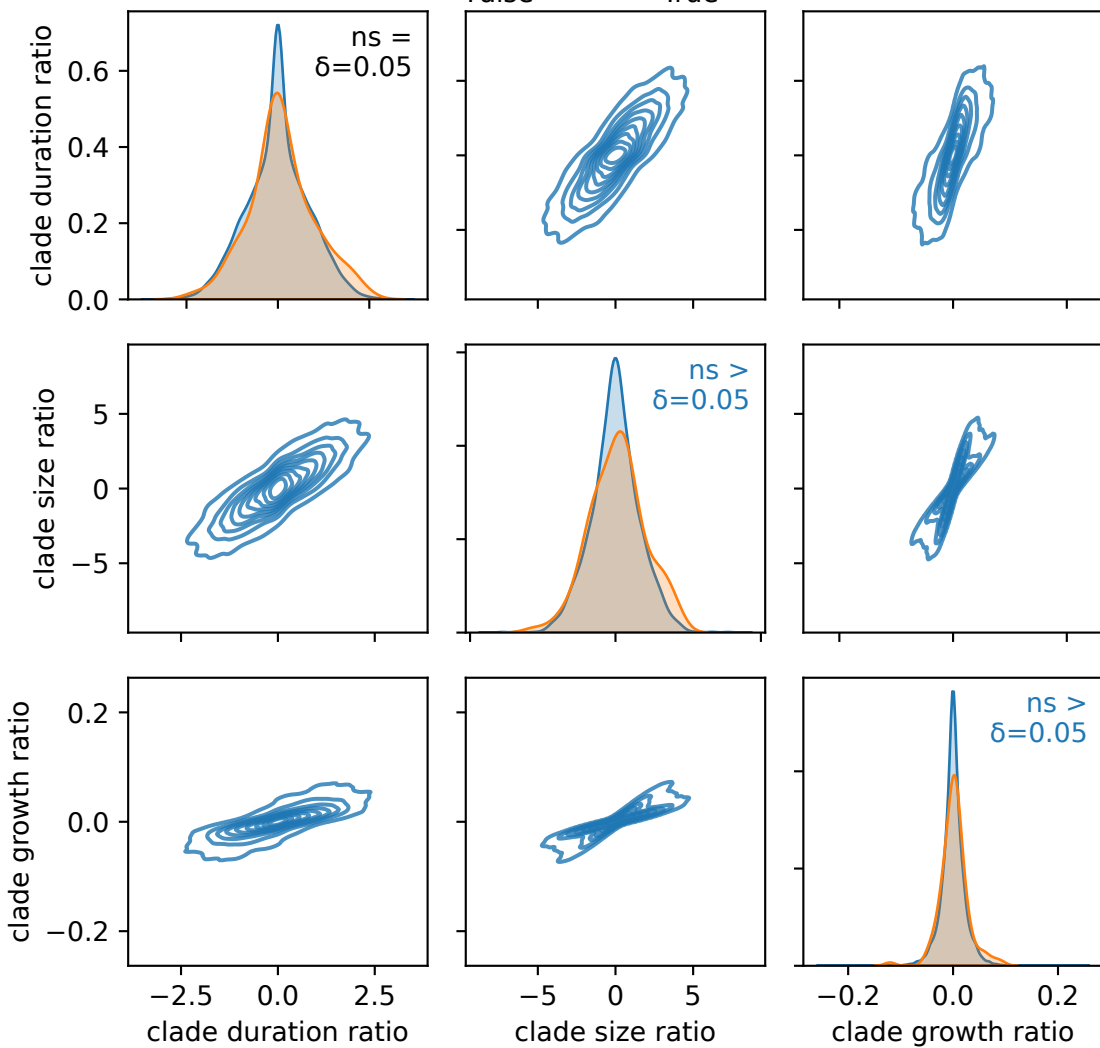 clade duration ratio
0.6
0.4
0.2
0.0
ns =
δ=0.05
clade size ratio
5
0
−5
ns >
δ=0.05
clade growth ratio
0.2
0.0
−0.2
ns >
δ=0.05
−2.5 0.0 2.5
−5 0 5
−0.2 0.0 0.2
clade duration ratio
clade size ratio
clade growth ratio